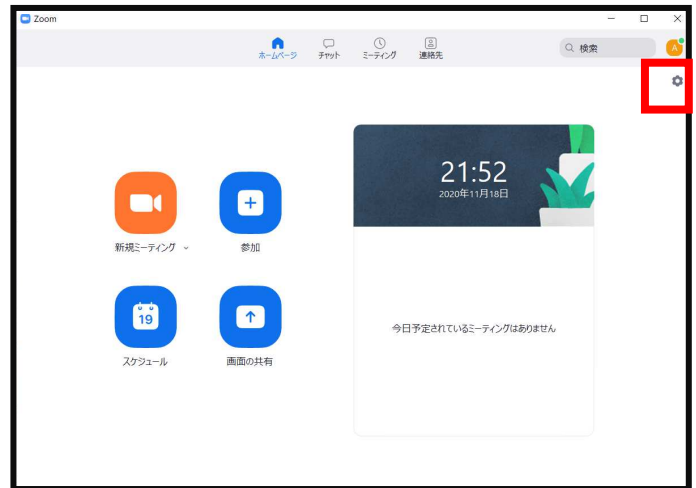 Zoom
ホームページ
チャット
ミーティング
連絡先
検索
A
21:52
2020年11月18日
新規ミーティング
参加
19
スケジュール
画面の共有
今日予定されているミーティングはありません